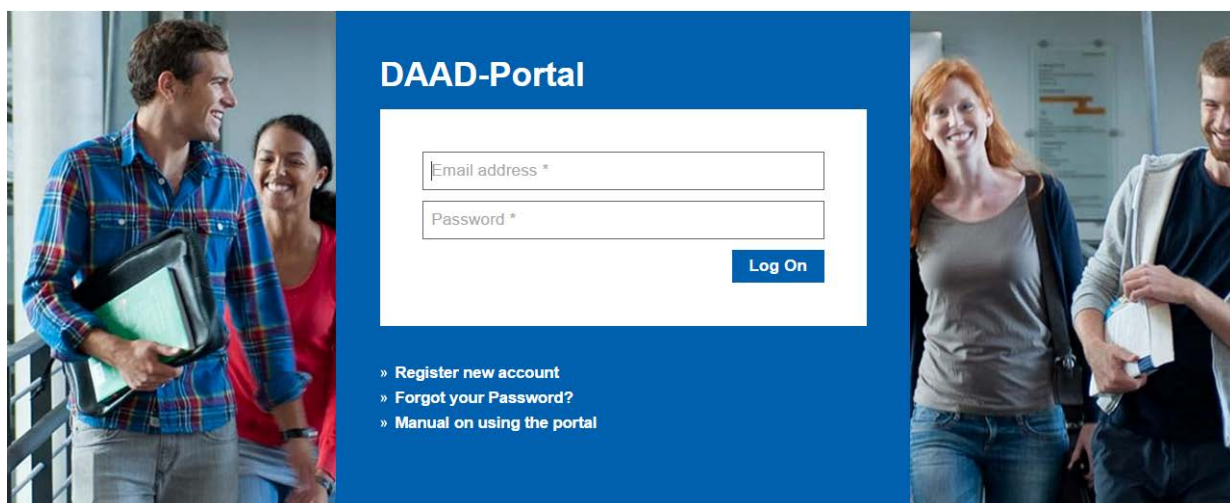 DAAD-Portal
Email address *
Password *
Log On
» Register new account
» Forgot your Password?
» Manual on using the portal